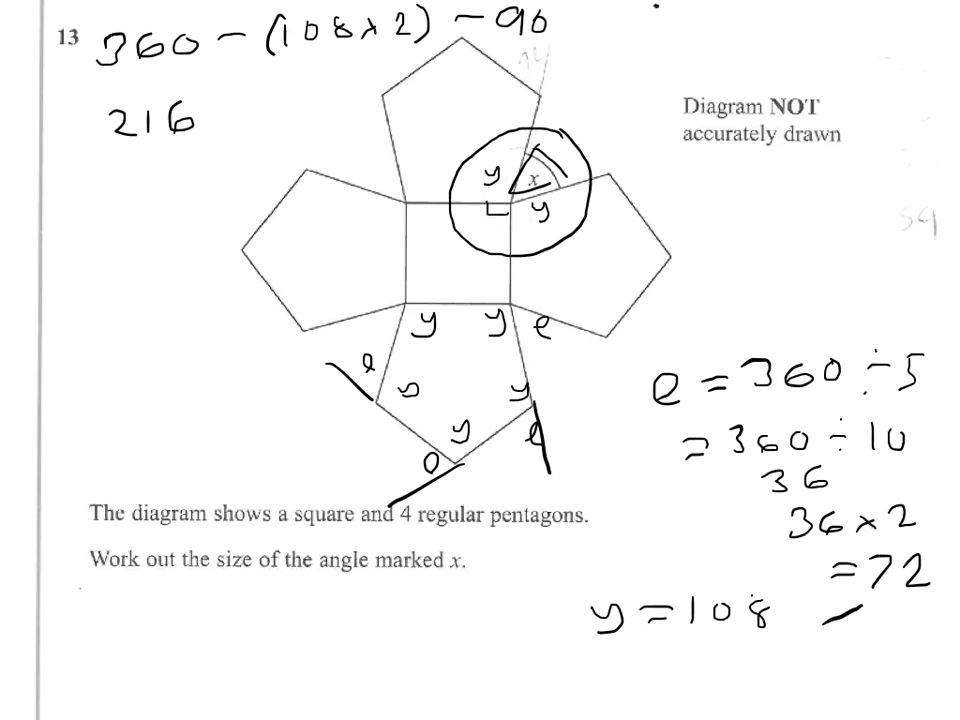 13 360 - (108 x 2) - 90
216
Diagram NOT
accurately drawn
y x
y
y y e
e
y y
y e
e = 360 ÷ 5
= 360 ÷ 10
36
36 x 2
= 72
y = 108
The diagram shows a square and 4 regular pentagons.
Work out the size of the angle marked x.